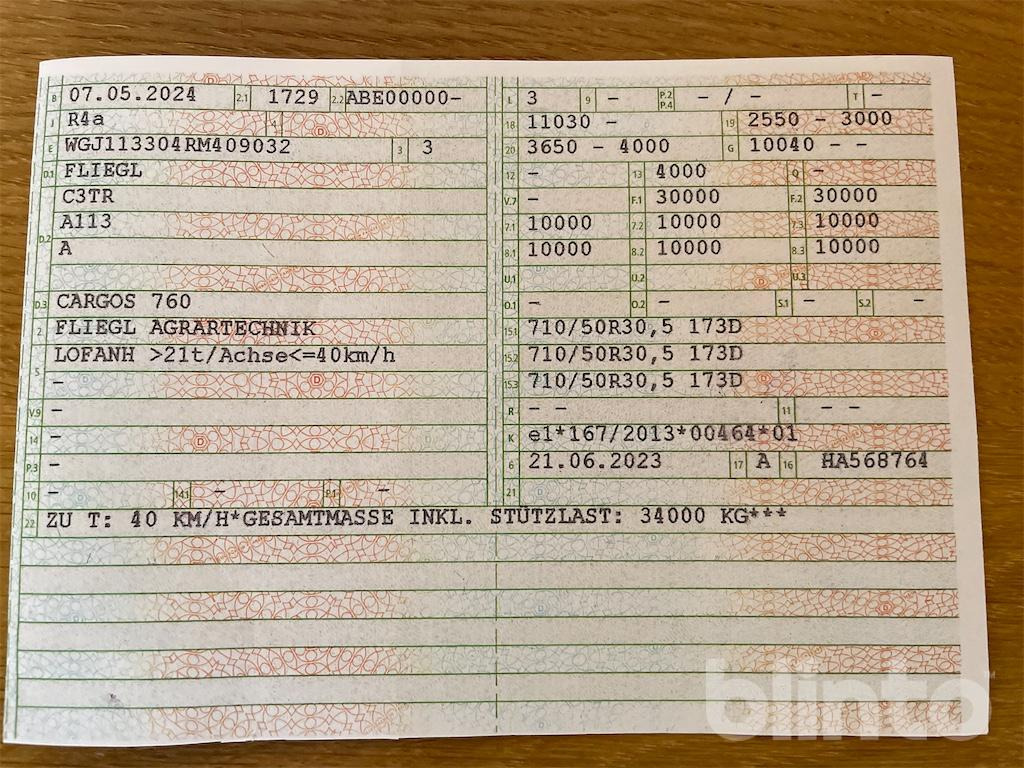 B 07.05.2024 2.1 1729 2.2 ABE00000-
J R4a 4
E WGJ113304RM409032 3 3
D.1 FLIEGL
C3TR
D.2 A113
A
D.3 CARGOS 760
2 FLIEGL AGRARTECHNIK
5 LOFANH >21t/Achse<=40km/h
-
V.9 -
14 -
P.3 -
10 - 14.1 - P.1 -
L 3 9 - P.2 P.4 - / - T -
18 11030 - 19 2550 - 3000
20 3650 - 4000 G 10040 - -
12 - 13 4000 Q -
V.7 - F.1 30000 F.2 30000
7.1 10000 7.2 10000 7.3 10000
8.1 10000 8.2 10000 8.3 10000
U.1 U.2 U.3
O.1 - O.2 - S.1 - S.2 -
15.1 710/50R30,5 173D
15.2 710/50R30,5 173D
15.3 710/50R30,5 173D
R - - 11 - -
K e1*167/2013*00464*01
6 21.06.2023 17 A 16 HA568764
21
22 ZU T: 40 KM/H*GESAMTMASSE INKL. STÜTZLAST: 34000 KG***
blinto